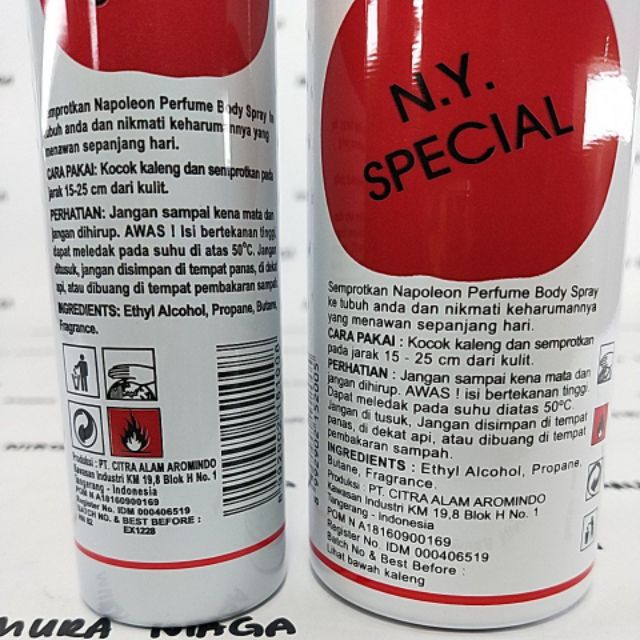 Semprotkan Napoleon Perfume Body Spray ke
tubuh anda dan nikmati keharumannya yang
menawan sepanjang hari.
CARA PAKAI: Kocok kaleng dan semprotkan pada
jarak 15-25 cm dari kulit.
PERHATIAN: Jangan sampai kena mata dan
jangan dihirup. AWAS ! Isi bertekanan tinggi,
dapat meledak pada suhu di atas 50°C. Jangan
ditusuk, jangan disimpan di tempat panas, di dekat
api, atau dibuang di tempat pembakaran sampah.
INGREDIENTS: Ethyl Alcohol, Propane, Butane,
Fragrance.
Produksi : PT. CITRA ALAM AROMINDO
Kawasan Industri KM 19,8 Blok H No. 1
Tangerang - Indonesia
POM N A18160900169
Register No. IDM 000406519
BATCH NO. & BEST BEFORE :
EX1228
N.Y.
SPECIAL
Semprotkan Napoleon Perfume Body Spray
ke tubuh anda dan nikmati keharumannya
yang menawan sepanjang hari.
CARA PAKAI : Kocok kaleng dan semprotkan
pada jarak 15 - 25 cm dari kulit.
PERHATIAN : Jangan sampai kena mata dan
jangan dihirup. AWAS ! Isi bertekanan tinggi.
Dapat meledak pada suhu diatas 50°C.
Jangan di tusuk, Jangan disimpan di tempat
panas, di dekat api, atau dibuang di tempat
pembakaran sampah.
INGREDIENTS : Ethyl Alcohol, Propane,
Butane, Fragrance.
Produksi : PT. CITRA ALAM AROMINDO
Kawasan Industri KM 19,8 Blok H No. 1
Tangerang - Indonesia
POM N A18160900169
Register No. IDM 000406519
Batch No & Best Before :
Lihat bawah kaleng
MURA NIAGA